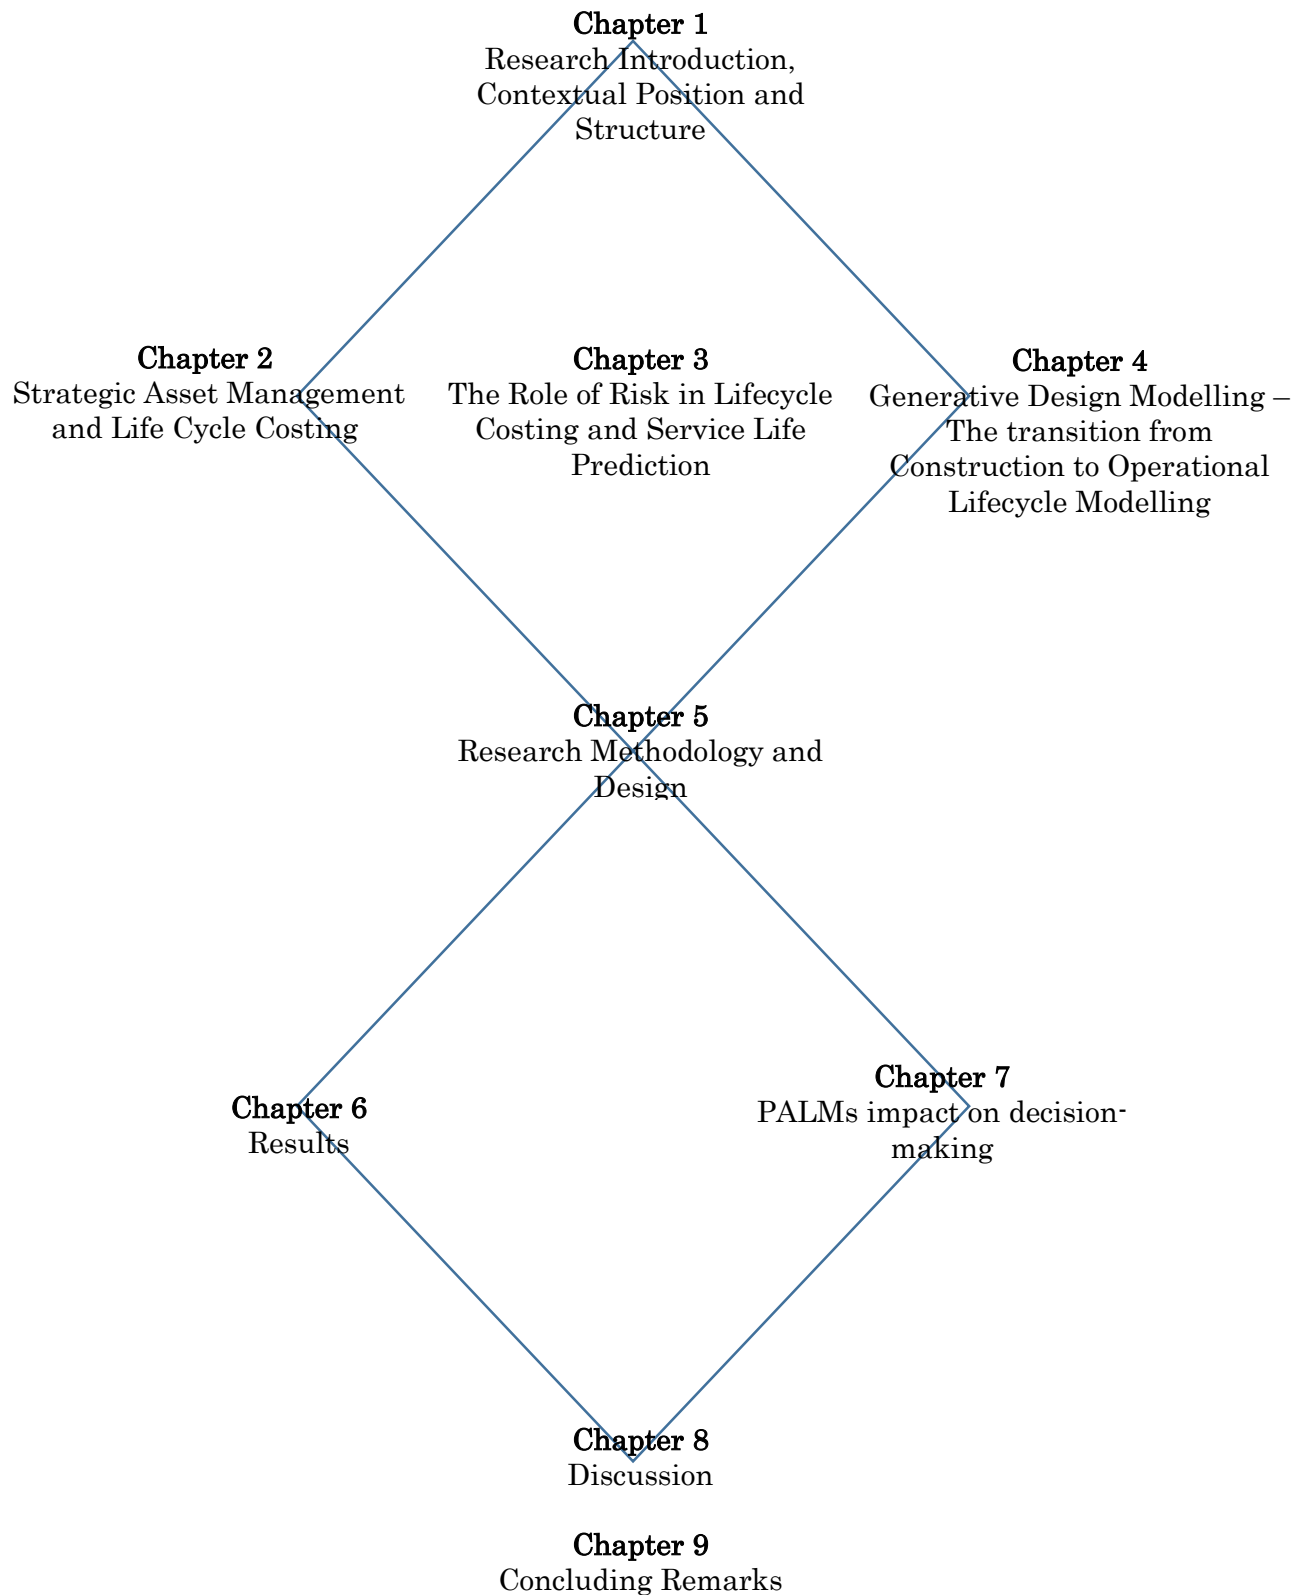 Chapter 1
Research Introduction,
Contextual Position and
Structure
Chapter 2
Strategic Asset Management
and Life Cycle Costing
Chapter 3
The Role of Risk in Lifecycle
Costing and Service Life
Prediction
Chapter 4
Generative Design Modelling –
The transition from
Construction to Operational
Lifecycle Modelling
Chapter 5
Research Methodology and
Design
Chapter 6
Results
Chapter 7
PALMs impact on decision-
making
Chapter 8
Discussion
Chapter 9
Concluding Remarks